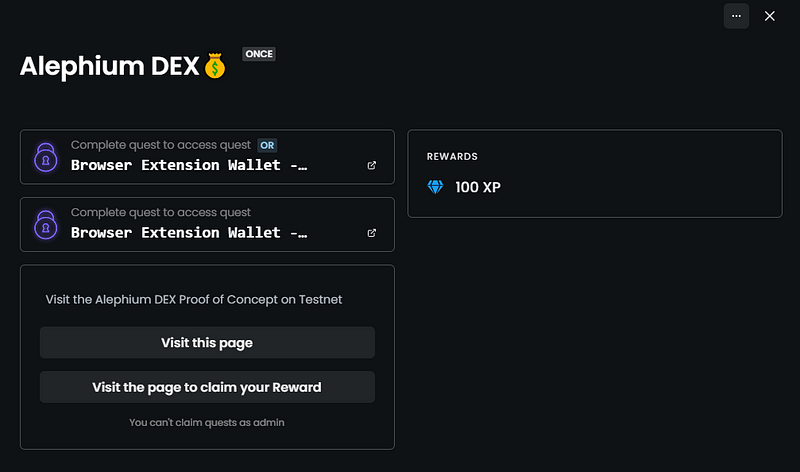 Alephium DEX💰 ONCE
Complete quest to access quest OR
Browser Extension Wallet -…
Complete quest to access quest
Browser Extension Wallet -…
Visit the Alephium DEX Proof of Concept on Testnet
Visit this page
Visit the page to claim your Reward
You can't claim quests as admin
REWARDS
100 XP